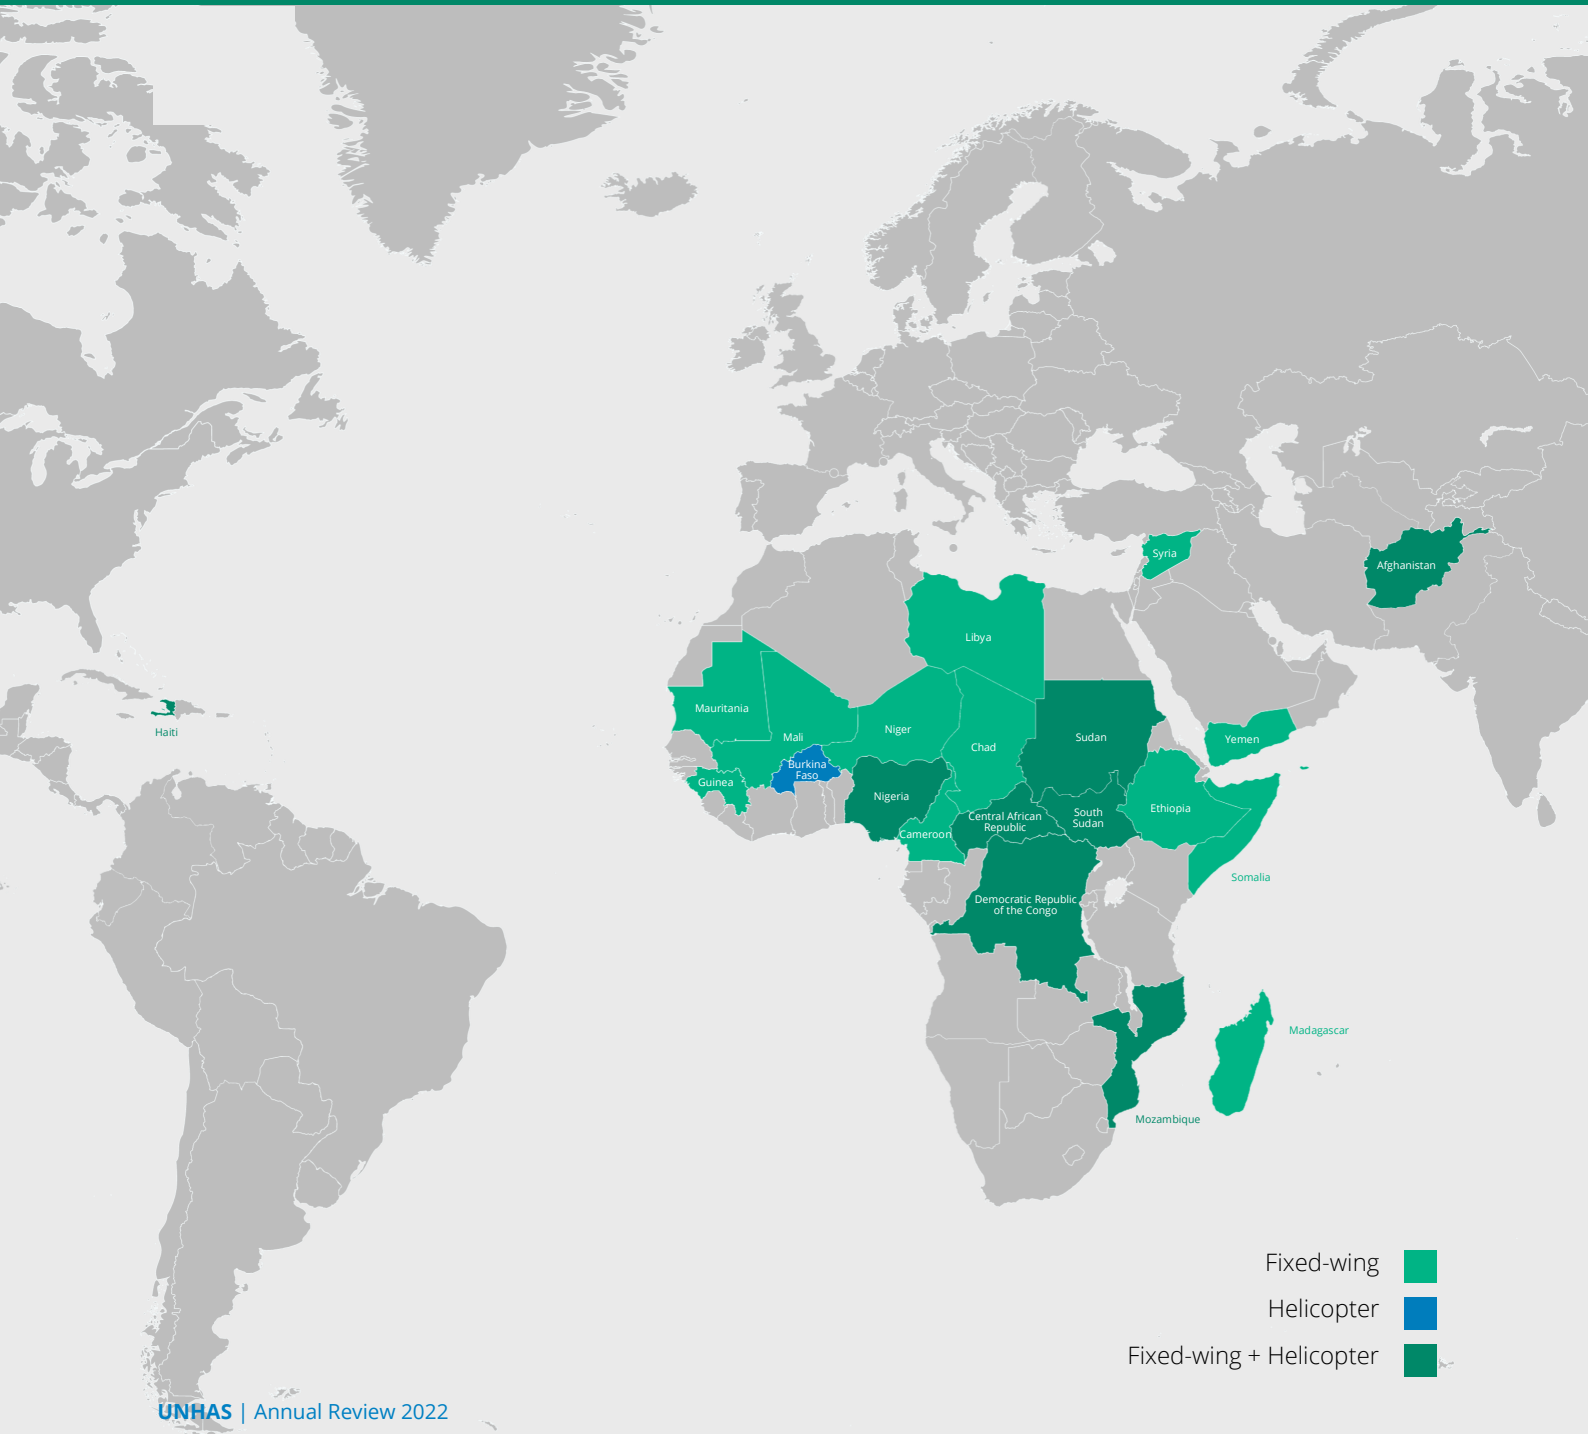 Syria
Afghanistan
Libya
Mauritania
Haiti
Mali
Niger
Chad
Sudan
Yemen
Burkina
Faso
Guinea
Nigeria
Ethiopia
Central African
Republic
South
Sudan
Cameroon
Somalia
Democratic Republic
of the Congo
Madagascar
Mozambique
Fixed-wing
Helicopter
Fixed-wing + Helicopter
UNHAS | Annual Review 2022